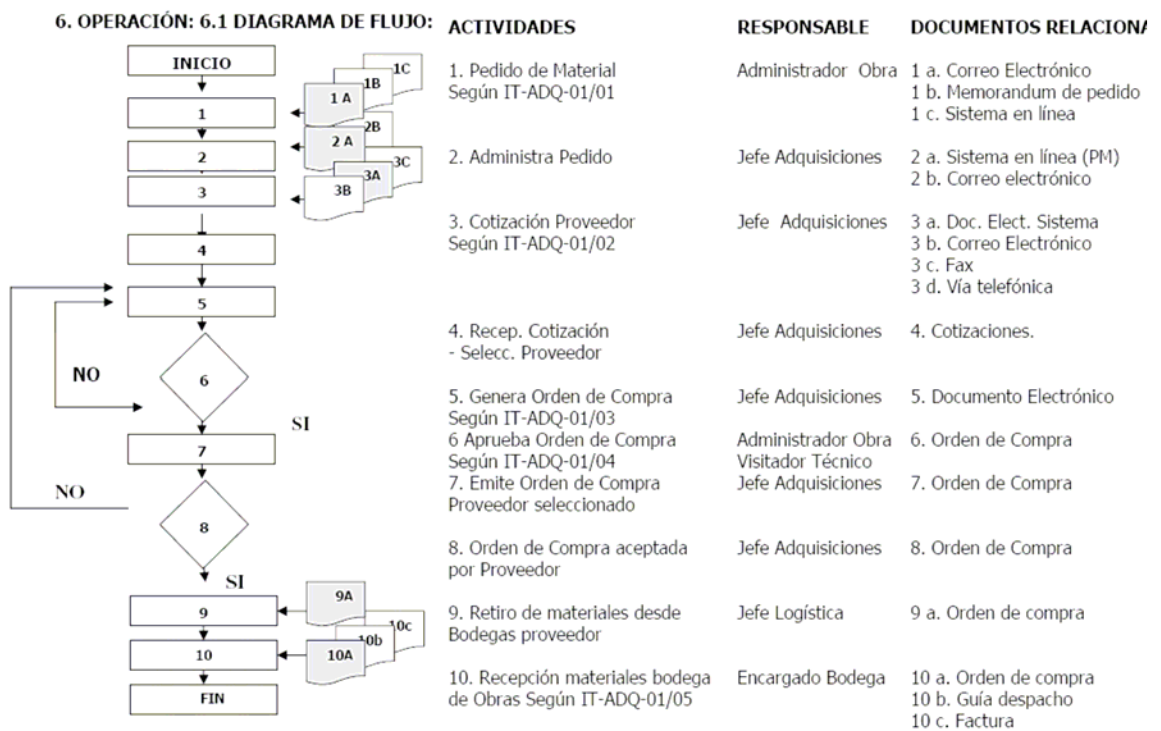 6. OPERACIÓN: 6.1 DIAGRAMA DE FLUJO:
INICIO
1
1 A
1B
1C
2
2 A
2B
3
3B
3A
3C
4
5
NO
6
SI
7
NO
8
SI
9
9A
10
10A
10b
10c
FIN
ACTIVIDADES RESPONSABLE DOCUMENTOS RELACIONA
1. Pedido de Material Administrador Obra 1 a. Correo Electrónico
Según IT-ADQ-01/01 1 b. Memorandum de pedido
1 c. Sistema en línea
2. Administra Pedido Jefe Adquisiciones 2 a. Sistema en línea (PM)
2 b. Correo electrónico
3. Cotización Proveedor Jefe Adquisiciones 3 a. Doc. Elect. Sistema
Según IT-ADQ-01/02 3 b. Correo Electrónico
3 c. Fax
3 d. Vía telefónica
4. Recep. Cotización Jefe Adquisiciones 4. Cotizaciones.
- Selecc. Proveedor
5. Genera Orden de Compra Jefe Adquisiciones 5. Documento Electrónico
Según IT-ADQ-01/03
6 Aprueba Orden de Compra Administrador Obra 6. Orden de Compra
Según IT-ADQ-01/04 Visitador Técnico
7. Emite Orden de Compra Jefe Adquisiciones 7. Orden de Compra
Proveedor seleccionado
8. Orden de Compra aceptada Jefe Adquisiciones 8. Orden de Compra
por Proveedor
9. Retiro de materiales desde Jefe Logística 9 a. Orden de compra
Bodegas proveedor
10. Recepción materiales bodega Encargado Bodega 10 a. Orden de compra
de Obras Según IT-ADQ-01/05 10 b. Guía despacho
10 c. Factura